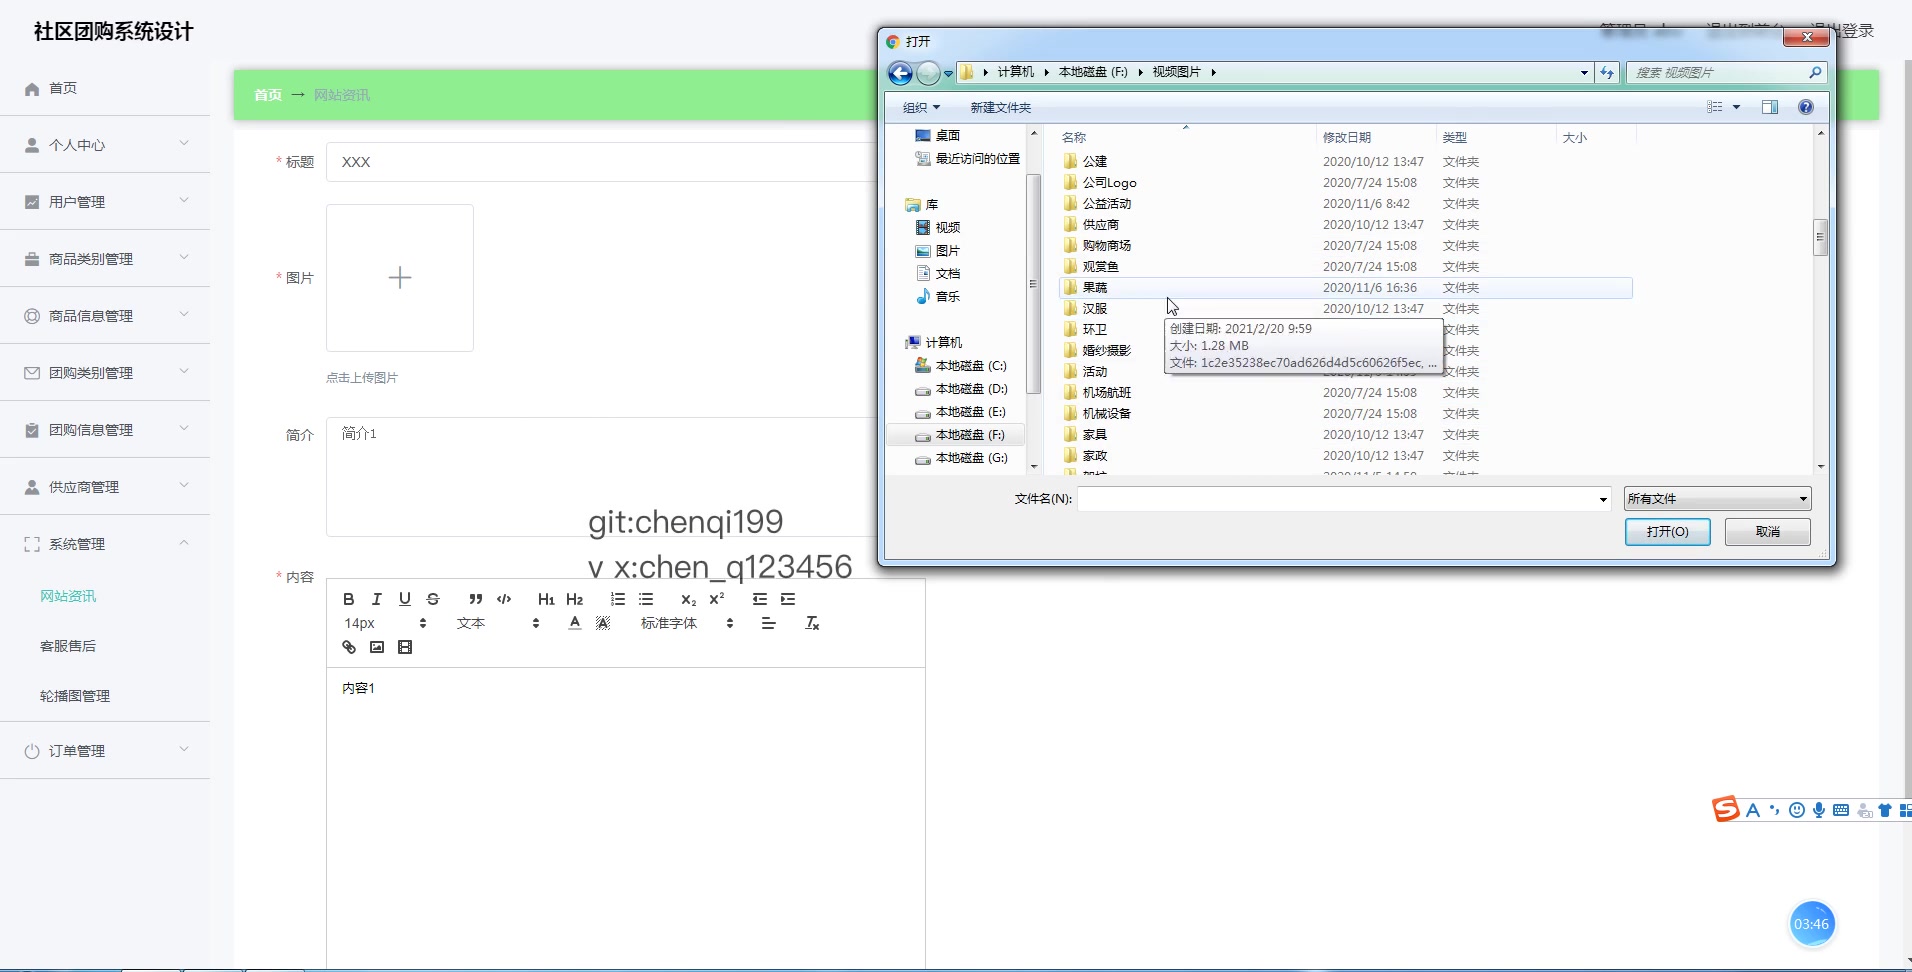 社区团购系统设计
退出登录
首页
个人中心
用户管理
商品类别管理
商品信息管理
团购类别管理
团购信息管理
供应商管理
系统管理
网站资讯
客服售后
轮播图管理
订单管理
首页 → 网站资讯
* 标题 XXX
* 图片
点击上传图片
简介 简介1
git:chenqi199
v x:chen_q123456
* 内容
B I U S H1 H2 X2 X2
14px 文本 A A 标准字体 Tx
内容1
打开
计算机 本地磁盘 (F:) 视频图片
搜索 视频图片
组织 新建文件夹
桌面
最近访问的位置
库
视频
图片
文档
音乐
计算机
本地磁盘 (C:)
本地磁盘 (D:)
本地磁盘 (E:)
本地磁盘 (F:)
本地磁盘 (G:)
名称 修改日期 类型 大小
公建 2020/10/12 13:47 文件夹
公司Logo 2020/7/24 15:08 文件夹
公益活动 2020/11/6 8:42 文件夹
供应商 2020/10/12 13:47 文件夹
购物商场 2020/7/24 15:08 文件夹
观赏鱼 2020/7/24 15:08 文件夹
果蔬 2020/11/6 16:36 文件夹
汉服 2020/10/12 13:47 文件夹
环卫 文件夹
婚纱摄影 文件夹
活动 文件夹
机场航班 2020/7/24 15:08 文件夹
机械设备 2020/7/24 15:08 文件夹
家具 2020/10/12 13:47 文件夹
家政 2020/10/12 13:47 文件夹
创建日期: 2021/2/20 9:59
大小: 1.28 MB
文件: 1c2e35238ec70ad626d4d5c60626f5ec, ...
文件名(N):
所有文件
打开(O) 取消
S A
03:46